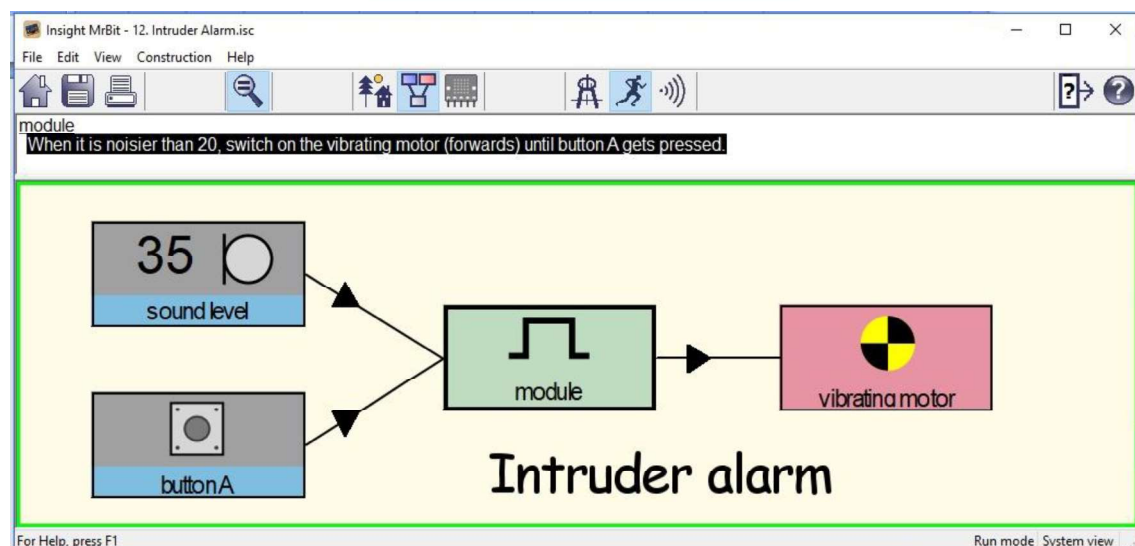 Insight MrBit - 12. Intruder Alarm.isc
File Edit View Construction Help
module
When it is noisier than 20, switch on the vibrating motor (forwards) until button A gets pressed.
35
sound level
module
vibrating motor
button A
Intruder alarm
For Help, press F1
Run mode System view